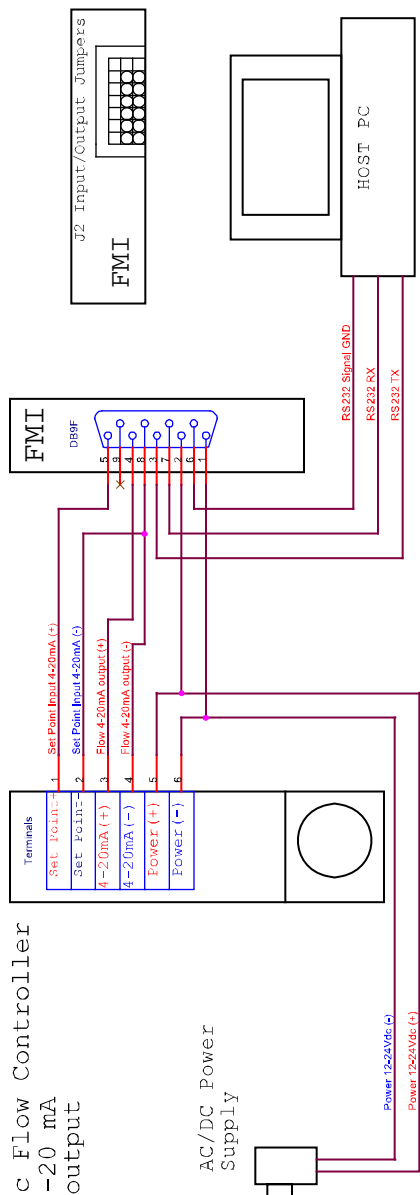 J2 Input/Output Jumpers
FMI
HOST PC
RS232 Signal GND
RS232 RX
RS232 TX
FMI
DB9F
5
9
4
8
3
7
2
6
1
Set Point Input 4-20mA (+)
Set Point Input 4-20mA (-)
Flow 4-20mA output (+)
Flow 4-20mA output (-)
1
2
3
4
5
6
Terminals
Set Point+
Set Point-
4-20mA(+)
4-20mA(-)
Power(+)
Power(-)
c Flow Controller
-20 mA
output
AC/DC Power
Supply
Power 12-24Vdc (-)
Power 12-24Vdc (+)